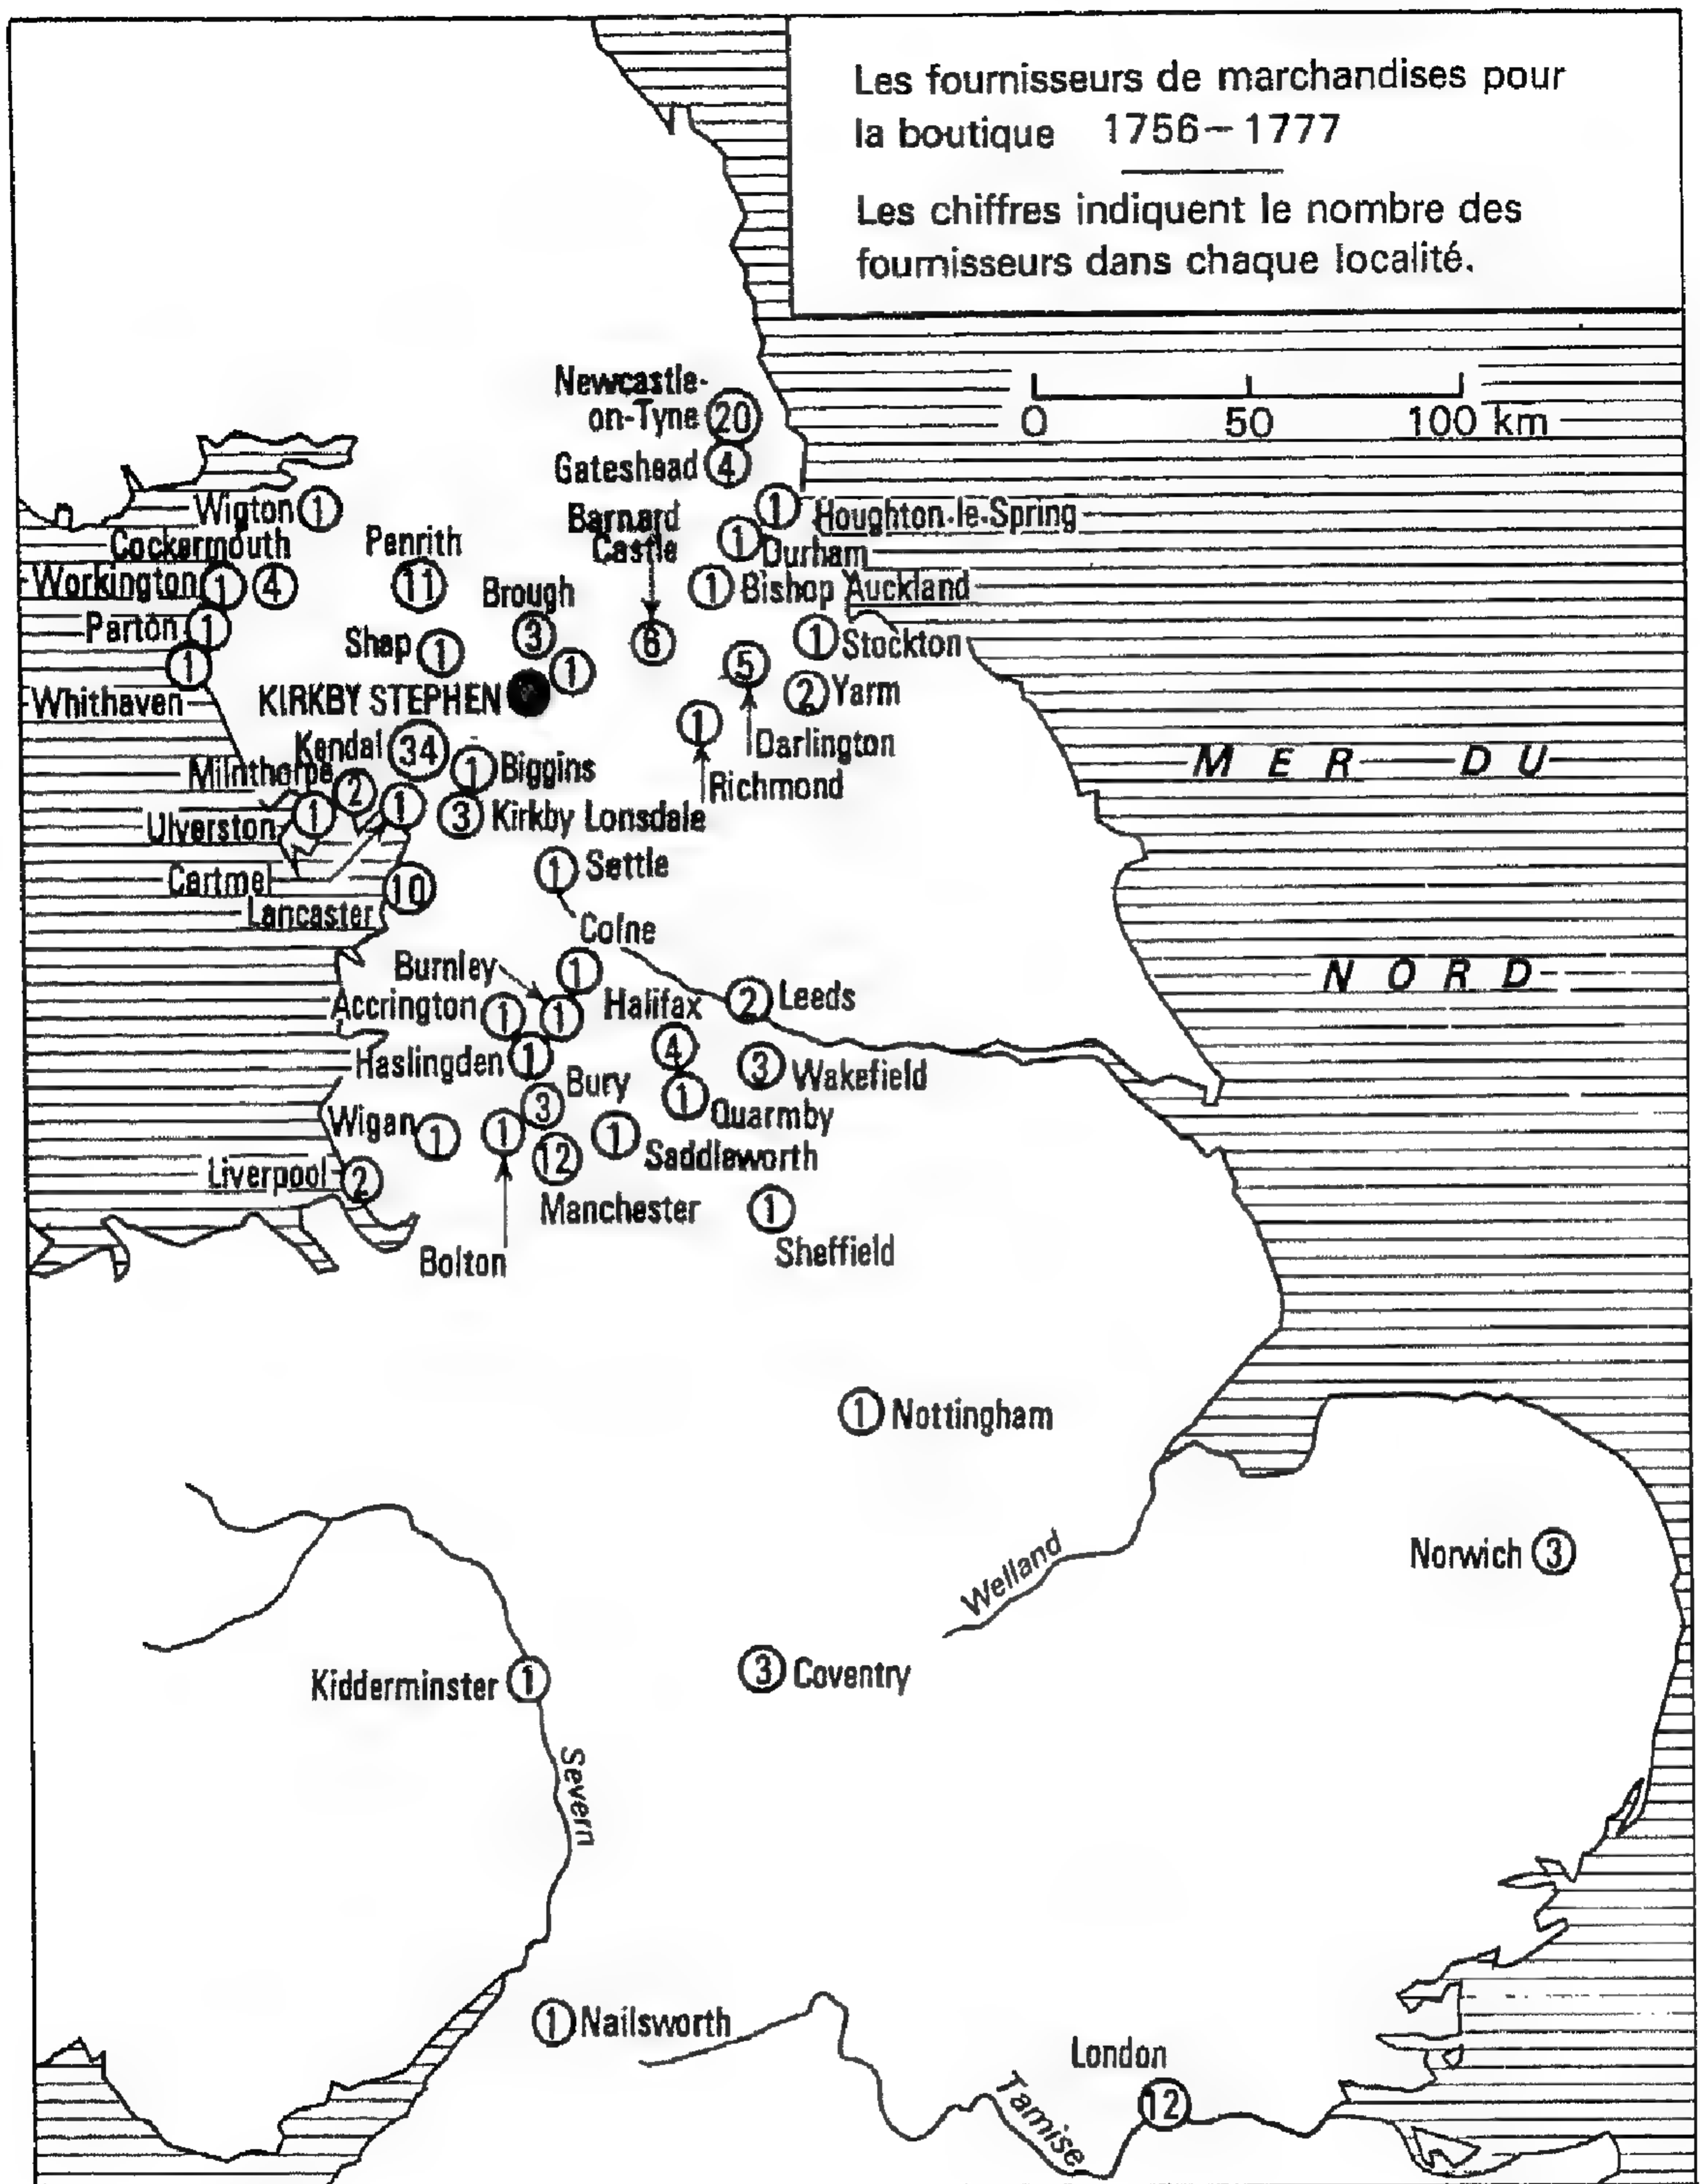 Les fournisseurs de marchandises pour
la boutique 1756-1777
Les chiffres indiquent le nombre des
fournisseurs dans chaque localité.
0 50 100 km
Newcastle-
on-Tyne 20
Gateshead 4
1 Houghton-le-Spring
Barnard
Castle
6
1 Durham
1 Bishop Auckland
Wigton 1
Cockermouth
4
Workington 1
Penrith
11
Brough
3
1
Parton 1
Shap 1
1 Stockton
5
Darlington
2 Yarm
1
Whithaven
KIRKBY STEPHEN
1
Richmond
Kendal 34
1 Biggins
Milnthorpe 2
Ulverston 1
1
Cartmel
3 Kirkby Lonsdale
1 Settle
10
Lancaster
MER DU
NORD
Colne
1
Burnley
1
Accrington 1
Halifax
4
2 Leeds
Haslingden 1
3 Wakefield
Bury
3
1 Quarmby
Wigan 1
1
Bolton
12
Manchester
1
Saddleworth
Liverpool 2
1
Sheffield
1 Nottingham
Welland
Norwich 3
Kidderminster 1
3 Coventry
Severn
1 Nailsworth
London
12
Tamise